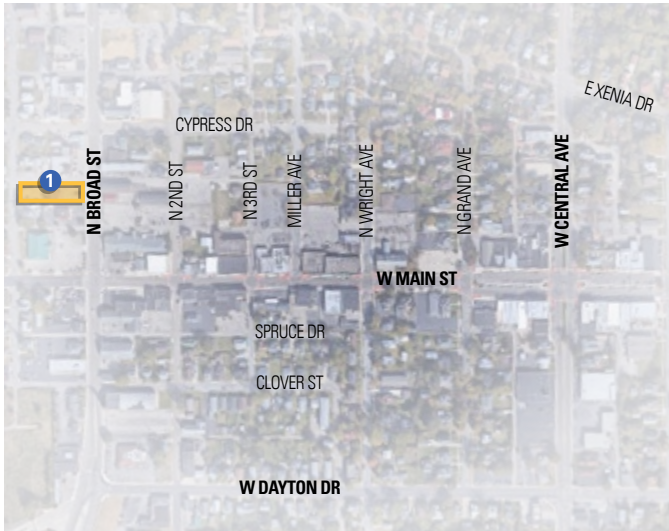 E XENIA DR
CYPRESS DR
1
N BROAD ST
N 2ND ST
N 3RD ST
MILLER AVE
N WRIGHT AVE
N GRAND AVE
W CENTRAL AVE
W MAIN ST
SPRUCE DR
CLOVER ST
W DAYTON DR